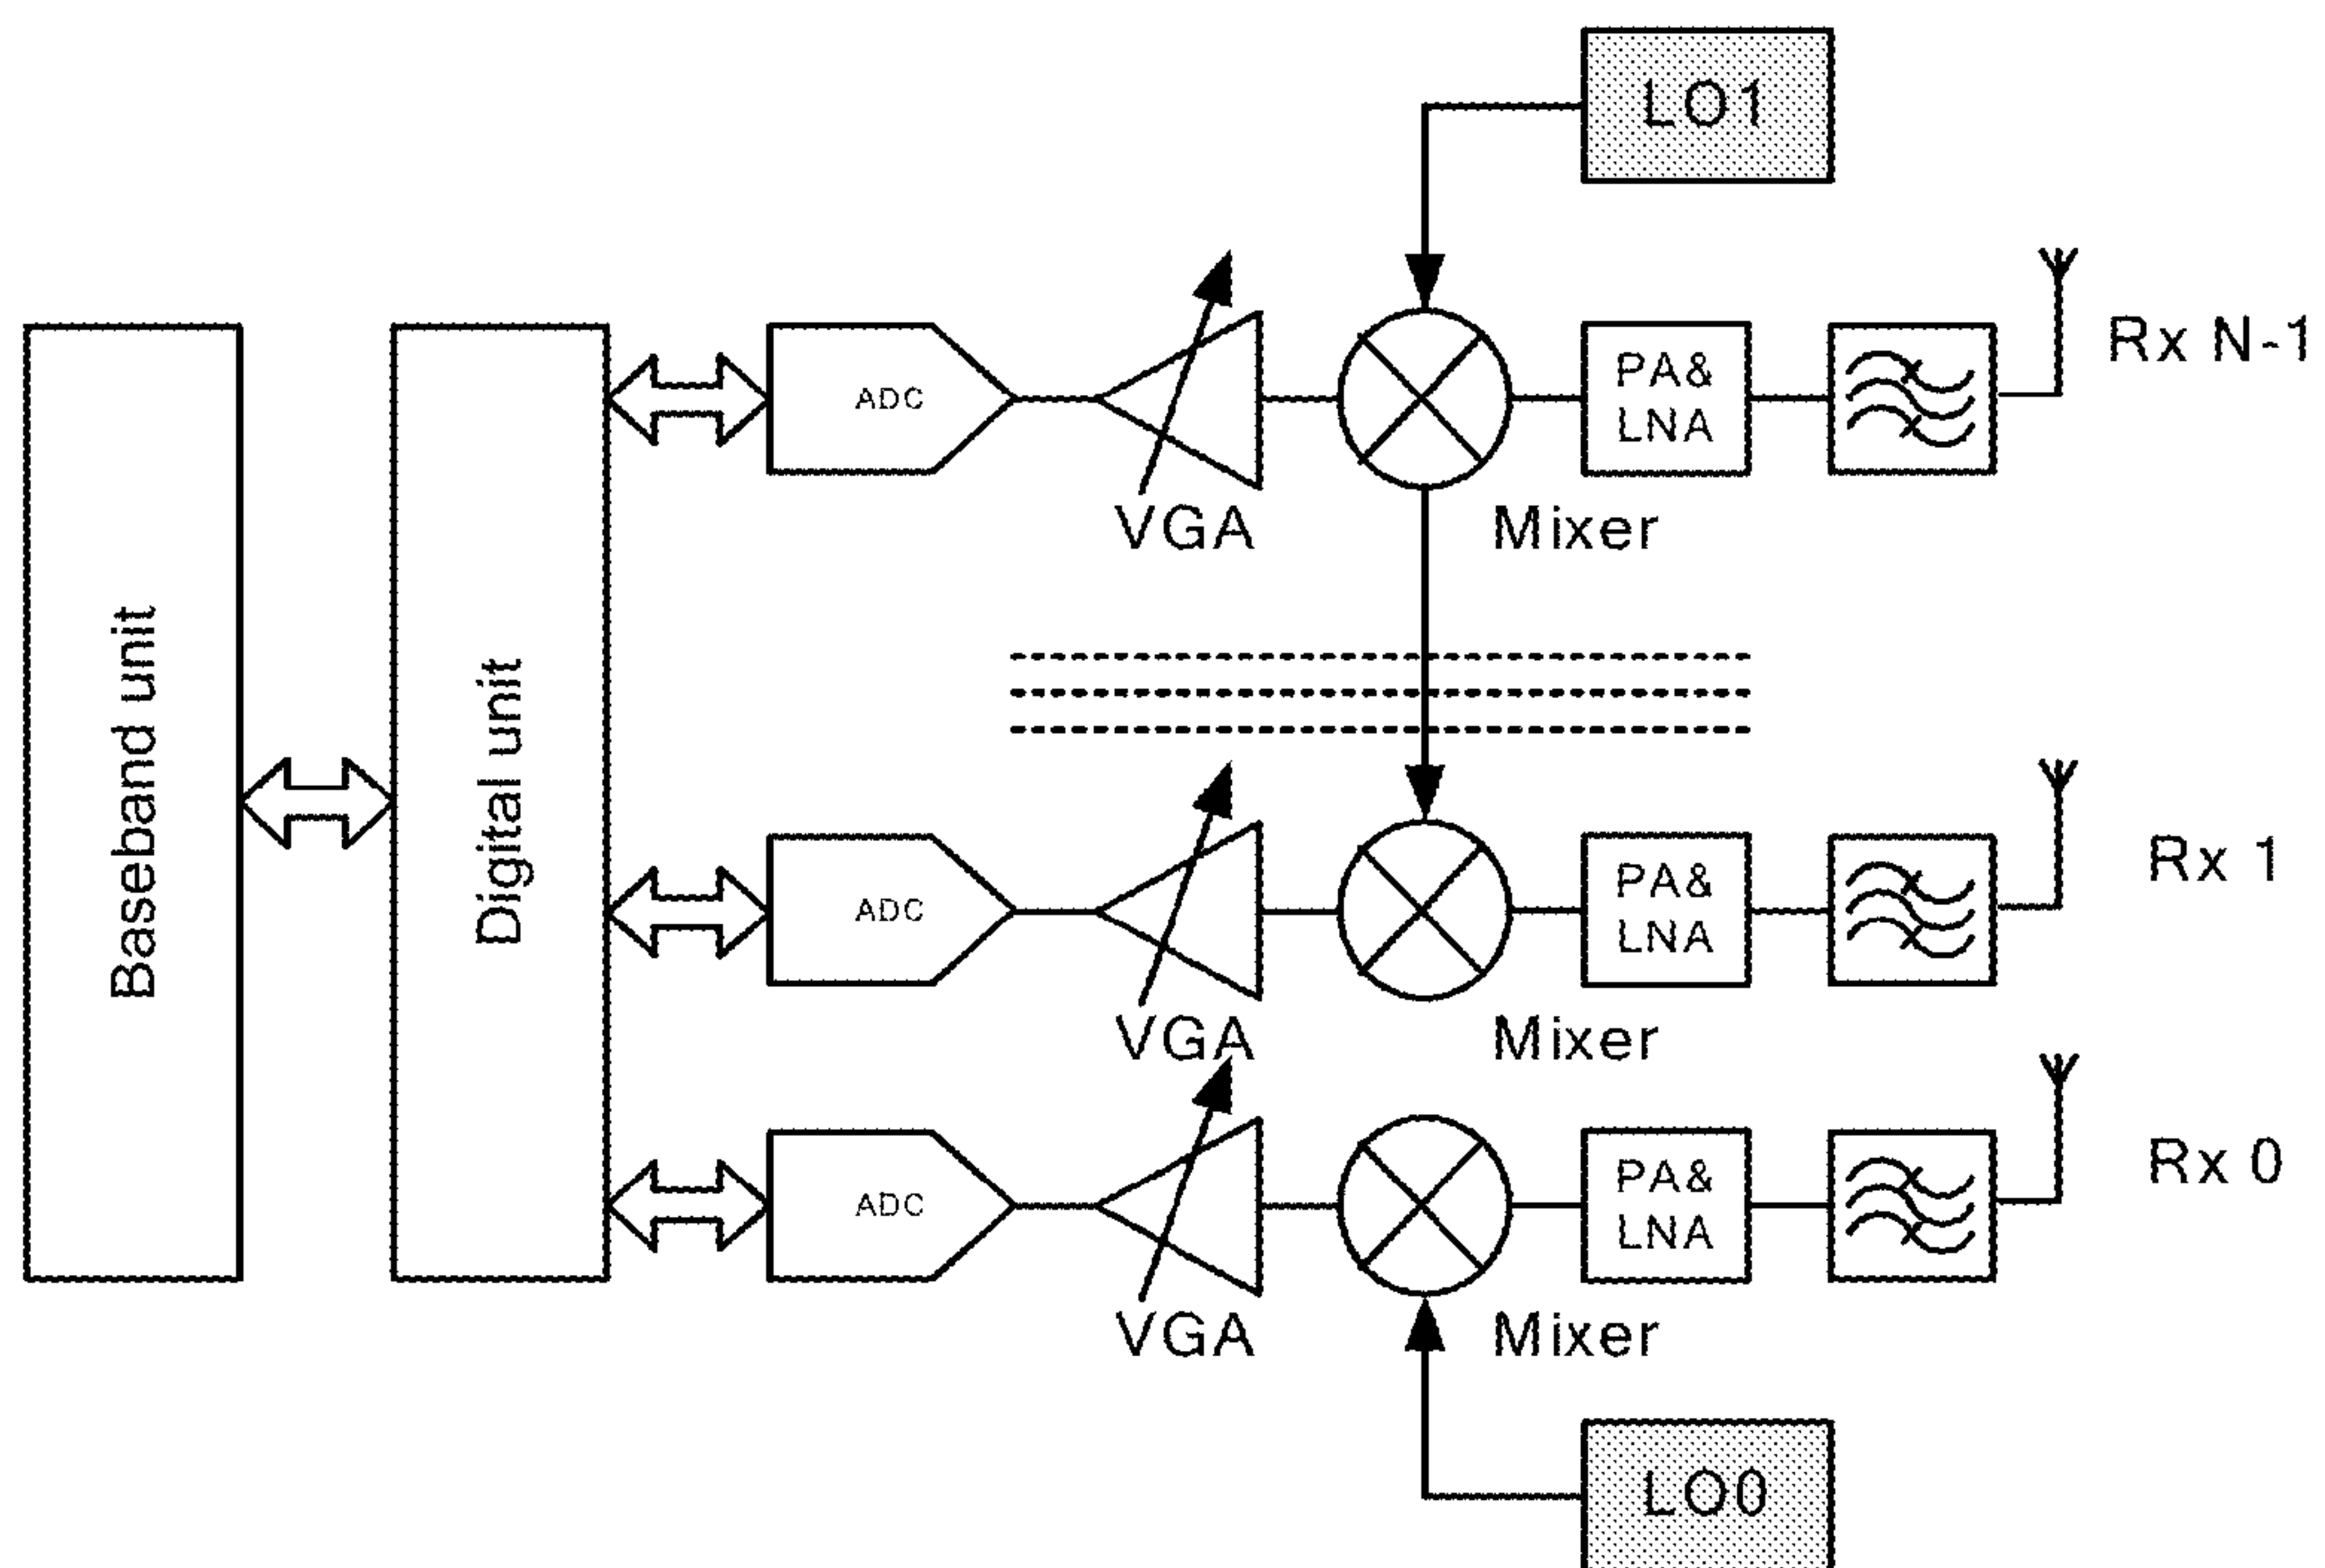 LO1
Rx N-1
ADC
PA&
LNA
VGA
Mixer
Baseband unit
Digital unit
Rx 1
ADC
PA&
LNA
VGA
Mixer
Rx 0
ADC
PA&
LNA
VGA
Mixer
LO0